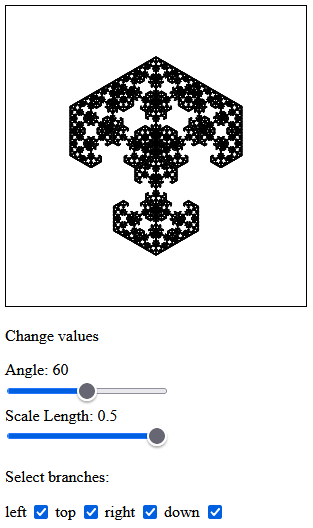 Change values
Angle: 60
Scale Length: 0.5
Select branches:
left top right down